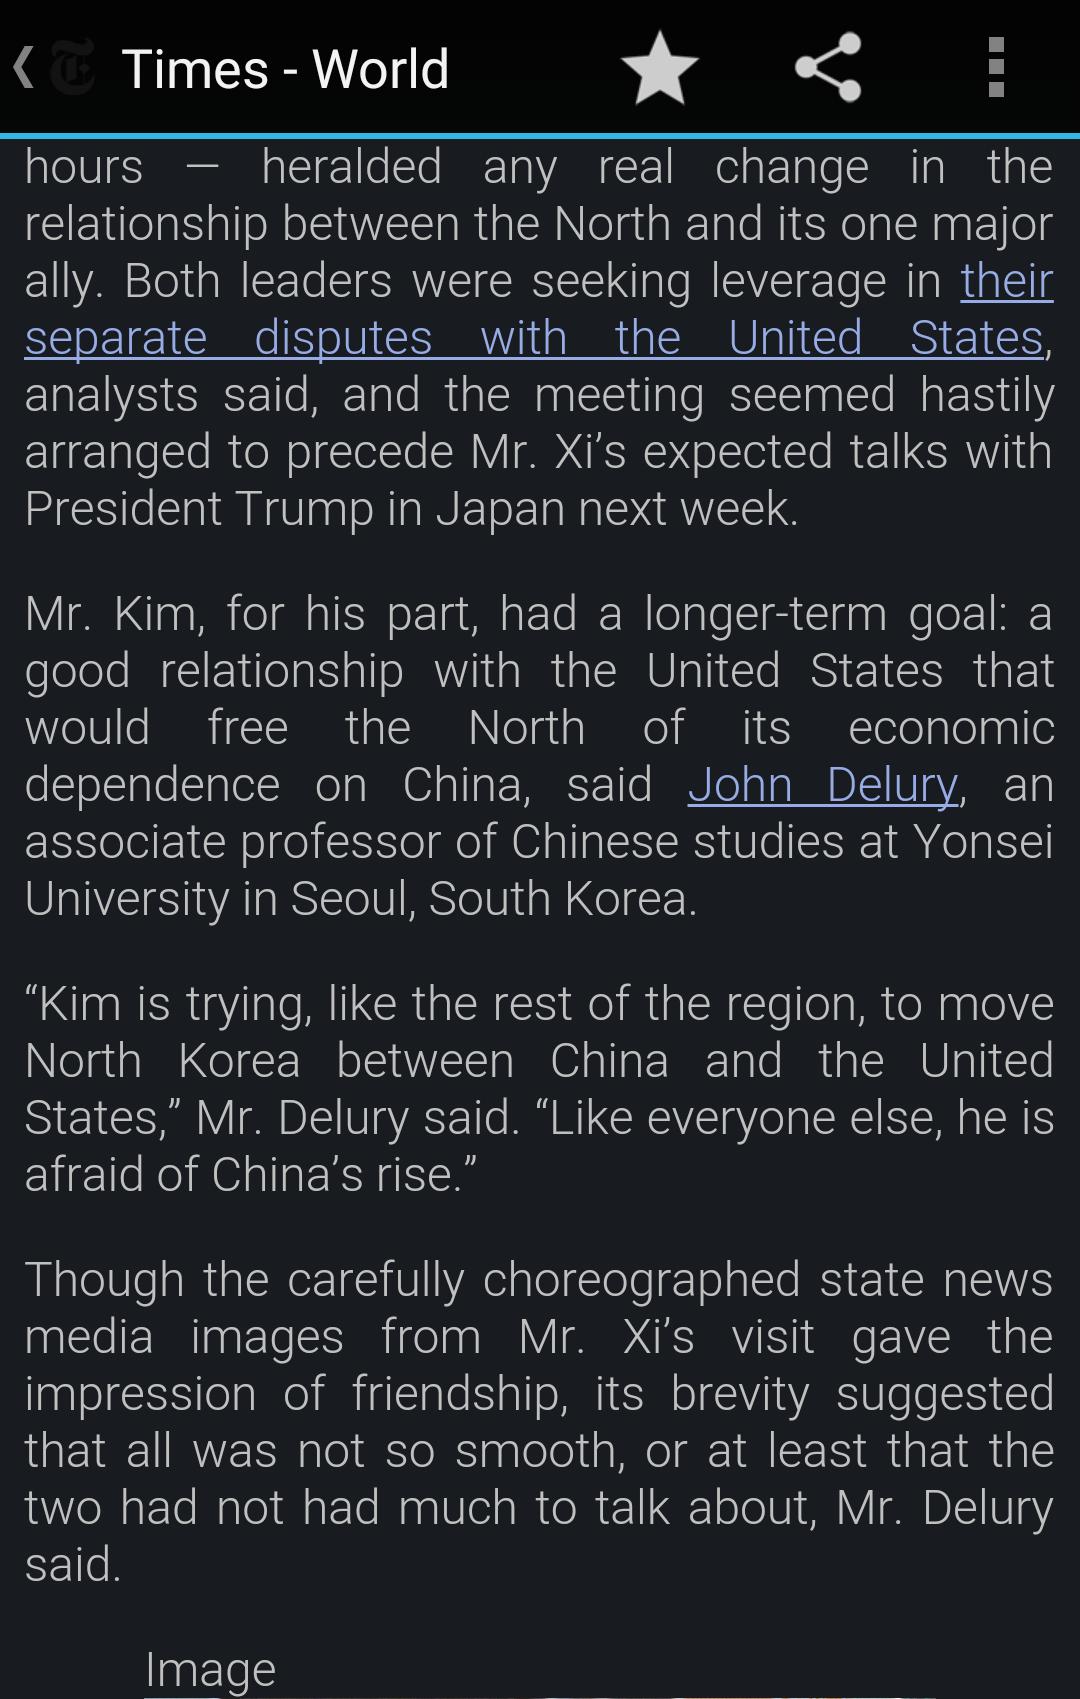 Times - World
hours — heralded any real change in the
relationship between the North and its one major
ally. Both leaders were seeking leverage in their
separate disputes with the United States,
analysts said, and the meeting seemed hastily
arranged to precede Mr. Xi’s expected talks with
President Trump in Japan next week.
Mr. Kim, for his part, had a longer-term goal: a
good relationship with the United States that
would free the North of its economic
dependence on China, said John Delury, an
associate professor of Chinese studies at Yonsei
University in Seoul, South Korea.
“Kim is trying, like the rest of the region, to move
North Korea between China and the United
States,” Mr. Delury said. “Like everyone else, he is
afraid of China’s rise.”
Though the carefully choreographed state news
media images from Mr. Xi’s visit gave the
impression of friendship, its brevity suggested
that all was not so smooth, or at least that the
two had not had much to talk about, Mr. Delury
said.
Image